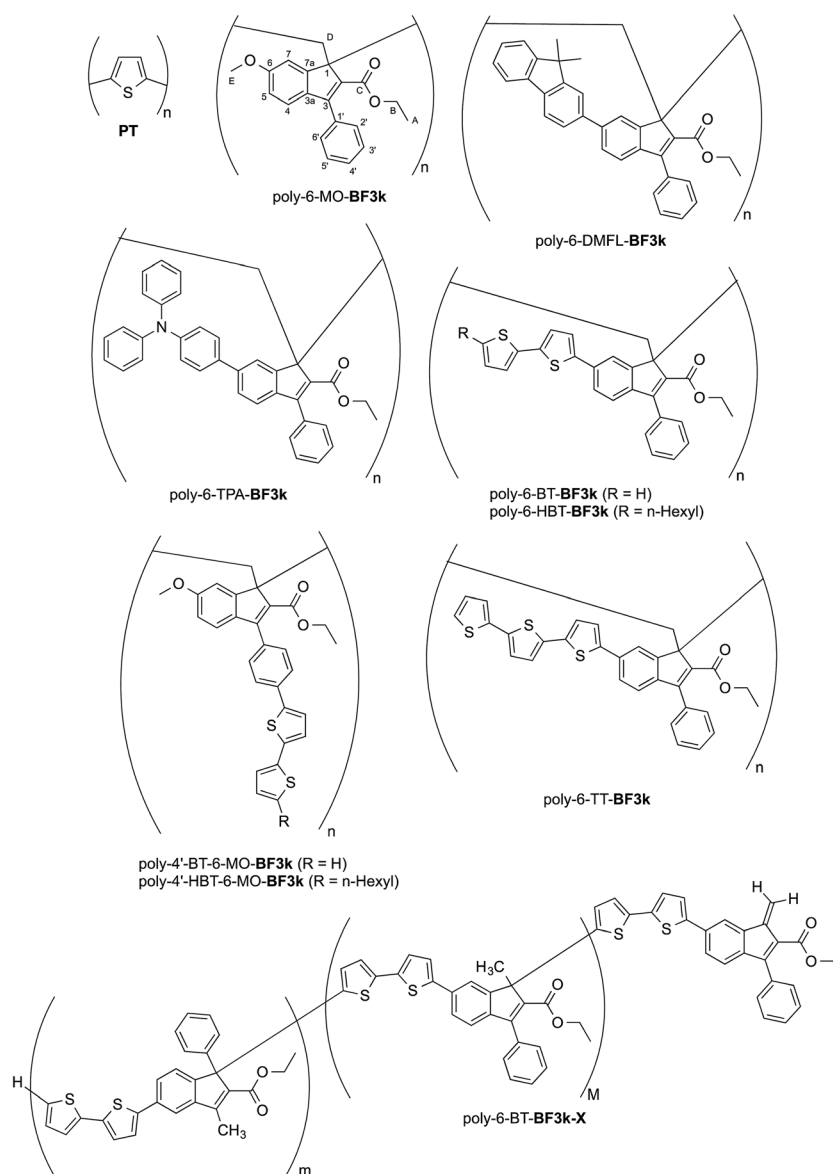 S
n
PT
D
O
E
6
7
7a
1
5
4
3a
3
2
O
C
O
B
A
1'
2'
6'
3'
5'
4'
n
poly-6-MO-BF3k
O
O
n
poly-6-DMFL-BF3k
N
O
O
n
poly-6-TPA-BF3k
R
S
S
O
O
n
poly-6-BT-BF3k (R = H)
poly-6-HBT-BF3k (R = n-Hexyl)
O
O
O
S
S
R
n
poly-4'-BT-6-MO-BF3k (R = H)
poly-4'-HBT-6-MO-BF3k (R = n-Hexyl)
S
S
S
O
O
n
poly-6-TT-BF3k
H
S
S
O
O
CH3
m
S
S
H3C
O
O
M
S
S
H
H
O
O
poly-6-BT-BF3k-X